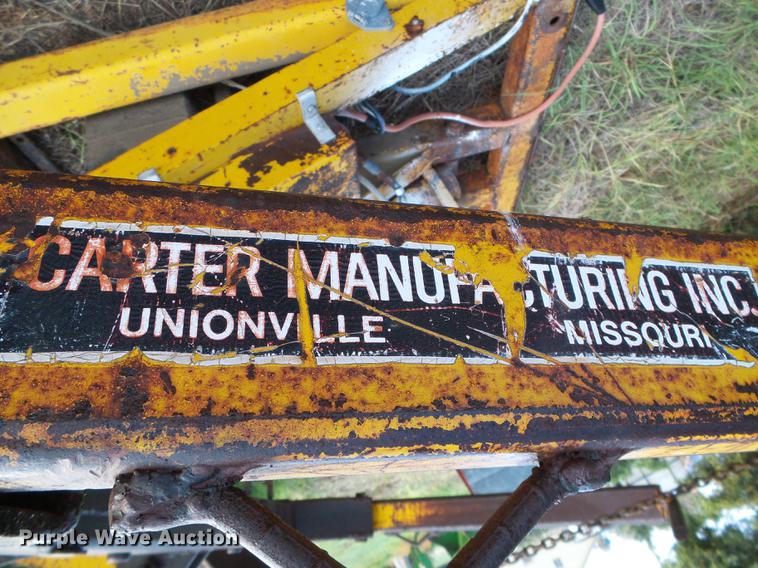 CARTER MANUFACTURING INC.
UNIONVILLE MISSOURI
Purple Wave Auction